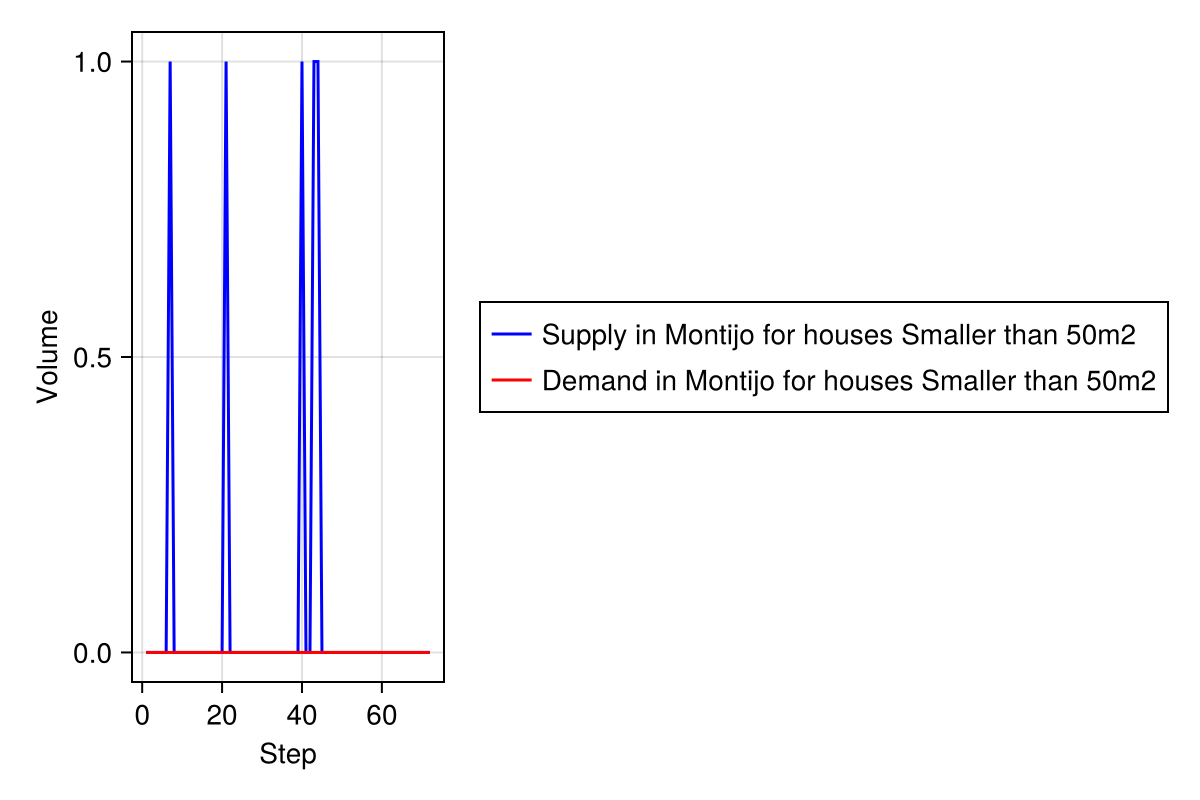 1.0
0.5
0.0
Volume
0 20 40 60
Step
Supply in Montijo for houses Smaller than 50m2
Demand in Montijo for houses Smaller than 50m2